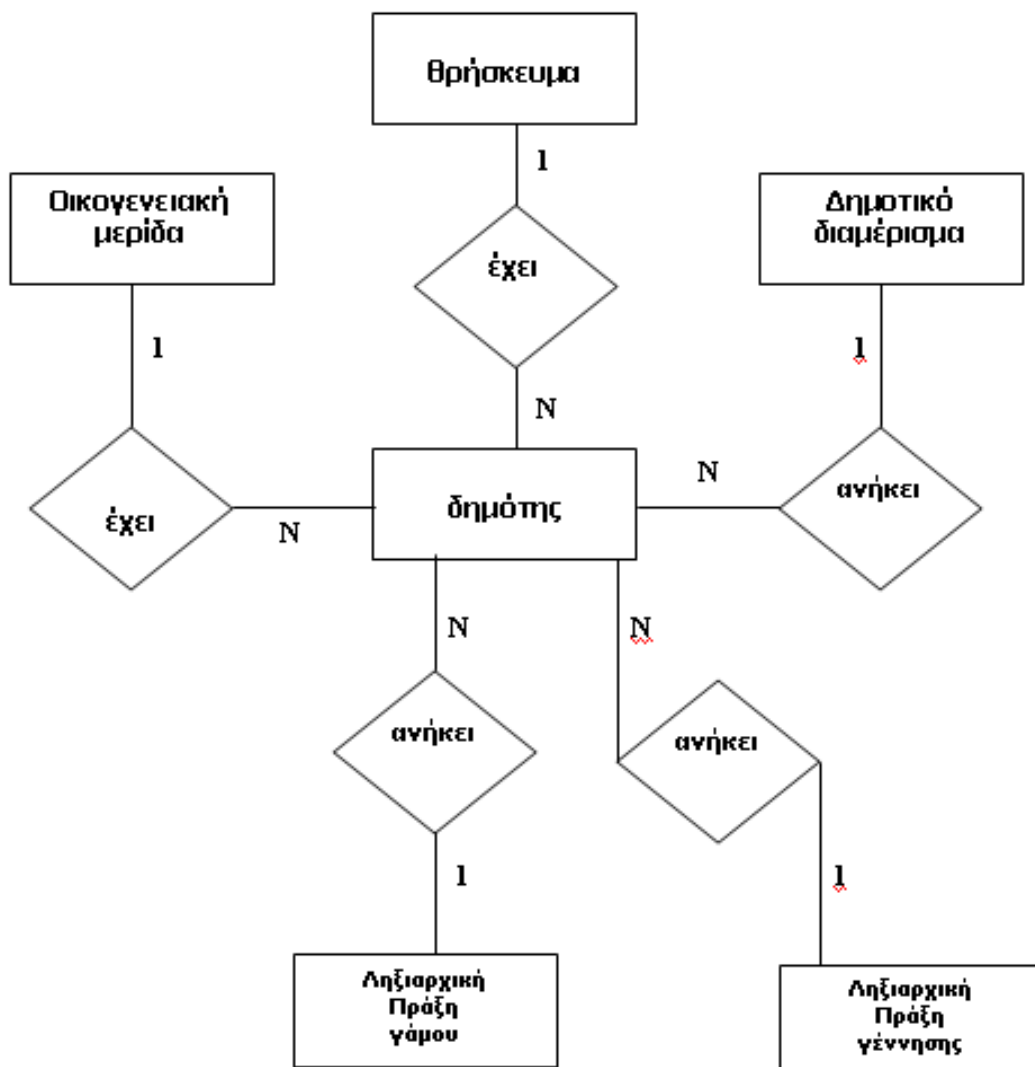 θρήσκευμα
1
Οικογενειακή
μερίδα
Δημοτικό
διαμέρισμα
έχει
1
1
N
έχει
N
δημότης
N
ανήκει
N
N
ανήκει
ανήκει
1
1
Ληξιαρχική
Πράξη
γάμου
Ληξιαρχική
Πράξη
γέννησης